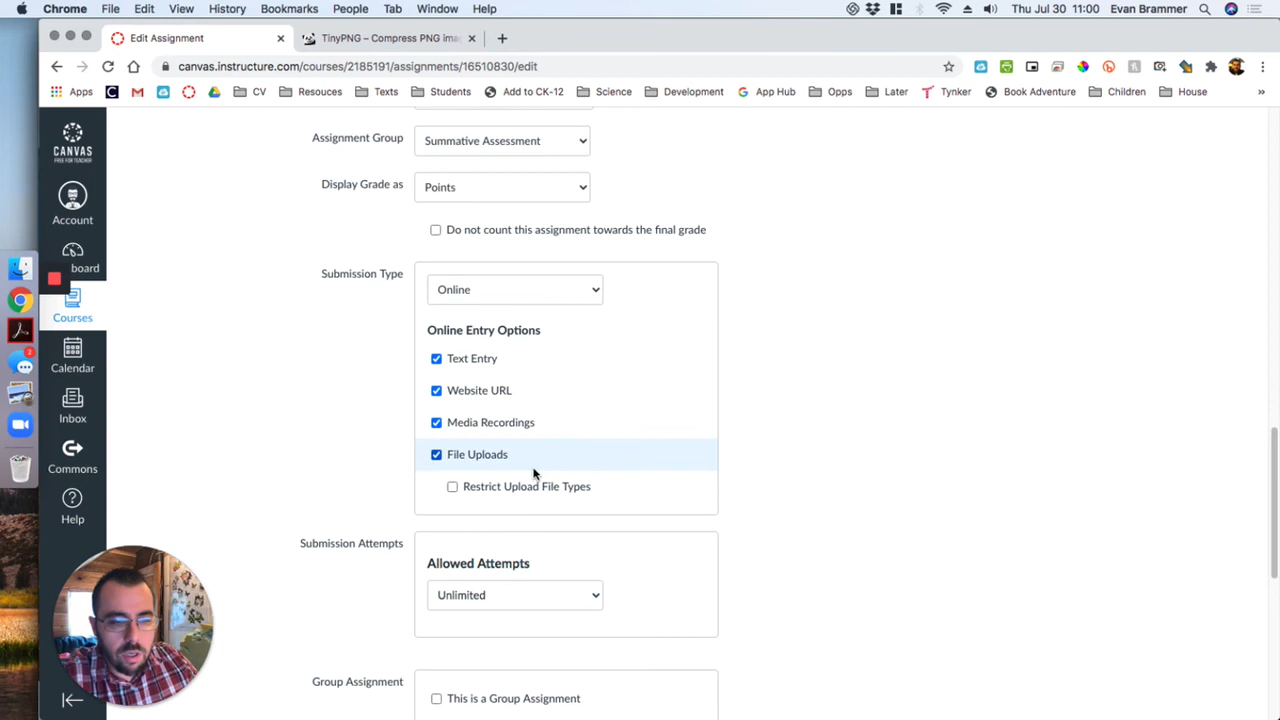 Chrome File Edit View History Bookmarks People Tab Window Help Thu Jul 30 11:00 Evan Brammer
Edit Assignment TinyPNG – Compress PNG ima
canvas.instructure.com/courses/2185191/assignments/16510830/edit
Apps CV Resouces Texts Students Add to CK-12 Science Development App Hub Opps Later Tynker Book Adventure Children House »
CANVAS
FREE FOR TEACHER
Account
board
Courses
Calendar
Inbox
Commons
Help
2
Assignment Group Summative Assessment
Display Grade as Points
Do not count this assignment towards the final grade
Submission Type Online
Online Entry Options
Text Entry
Website URL
Media Recordings
File Uploads
Restrict Upload File Types
Submission Attempts
Allowed Attempts
Unlimited
Group Assignment This is a Group Assignment